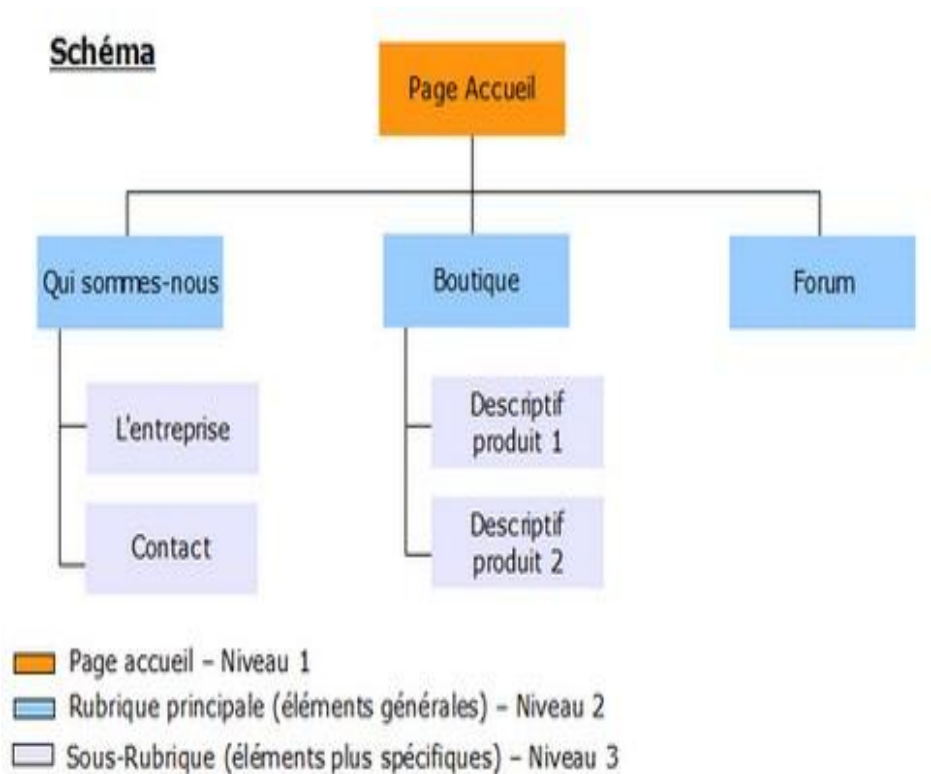 Schéma
Page Accueil
Qui sommes-nous
Boutique
Forum
L'entreprise
Contact
Descriptif
produit 1
Descriptif
produit 2
Page accueil – Niveau 1
Rubrique principale (éléments générales) – Niveau 2
Sous-Rubrique (éléments plus spécifiques) – Niveau 3